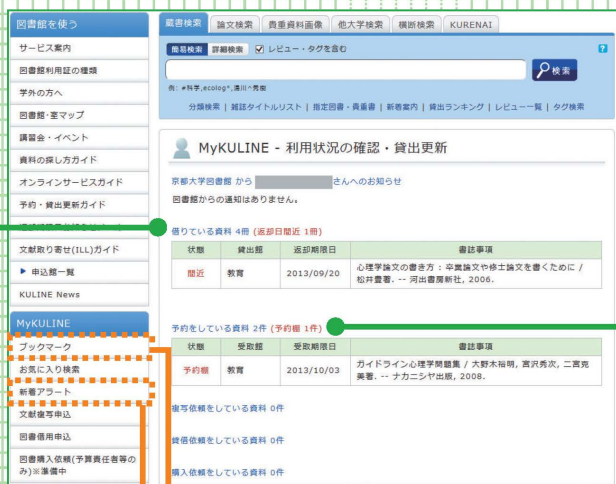 図書館を使う
サービス案内
図書館利用証の種類
学外の方へ
図書館・室マップ
講習会・イベント
資料の探し方ガイド
オンラインサービスガイド
予約・貸出更新ガイド
文献取り寄せ(ILL)ガイド
▶ 申込館一覧
KULINE News
MyKULINE
ブックマーク
お気に入り検索
新着アラート
文献複写申込
図書借用申込
図書購入依頼(予算責任者等の
み)※準備中
蔵書検索 論文検索 貴重資料画像 他大学検索 横断検索 KURENAI
簡易検索 詳細検索 レビュー・タグを含む ?
検索
例: #科学,ecolog*,湯川^秀樹
分類検索 | 雑誌タイトルリスト | 指定図書・貴重書 | 新着案内 | 貸出ランキング | レビュー一覧 | タグ検索
MyKULINE - 利用状況の確認・貸出更新
京都大学図書館 から さんへのお知らせ
図書館からの通知はありません。
借りている資料 4冊 (返却日間近 1冊)
状態 貸出館 返却期限日 書誌事項
間近 教育 2013/09/20 心理学論文の書き方 : 卒業論文や修士論文を書くために /
松井豊著. -- 河出書房新社, 2006.
予約をしている資料 2件 (予約棚 1件)
状態 受取館 受取期限日 書誌事項
予約棚 教育 2013/10/03 ガイドライン心理学問題集 / 大野木裕明, 宮沢秀次, 二宮克
美著. -- ナカニシヤ出版, 2008.
複写依頼をしている資料 0件
貸借依頼をしている資料 0件
購入依頼をしている資料 0件